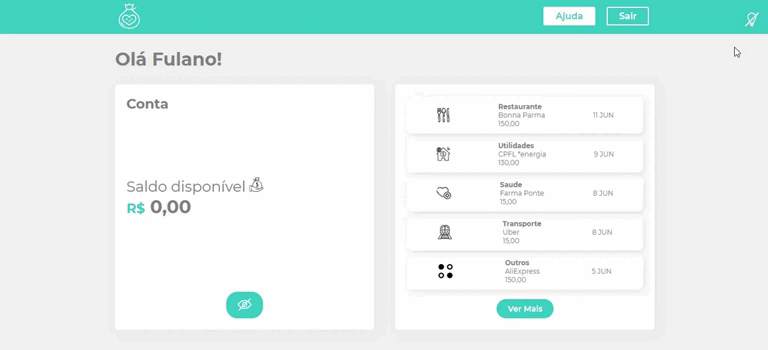 Ajuda
Sair
Olá Fulano!
Conta
Saldo disponível
R$ 0,00
Restaurante
Bonna Parma
150,00
11 JUN
Utilidades
CPFL *energia
130,00
9 JUN
Saude
Farma Ponte
15,00
8 JUN
Transporte
Uber
15,00
8 JUN
Outros
AliExpress
150,00
5 JUN
Ver Mais